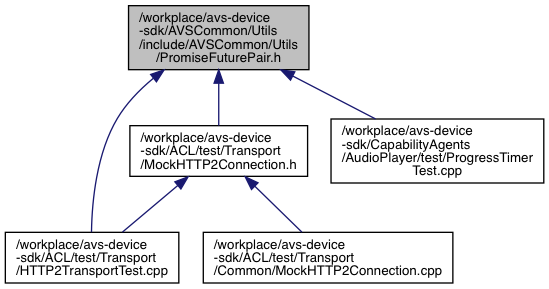 /workplace/avs-device
-sdk/AVSCommon/Utils
/include/AVSCommon/Utils
/PromiseFuturePair.h
/workplace/avs-device
-sdk/ACL/test/Transport
/MockHTTP2Connection.h
/workplace/avs-device
-sdk/CapabilityAgents
/AudioPlayer/test/ProgressTimer
Test.cpp
/workplace/avs-device
-sdk/ACL/test/Transport
/HTTP2TransportTest.cpp
/workplace/avs-device
-sdk/ACL/test/Transport
/Common/MockHTTP2Connection.cpp